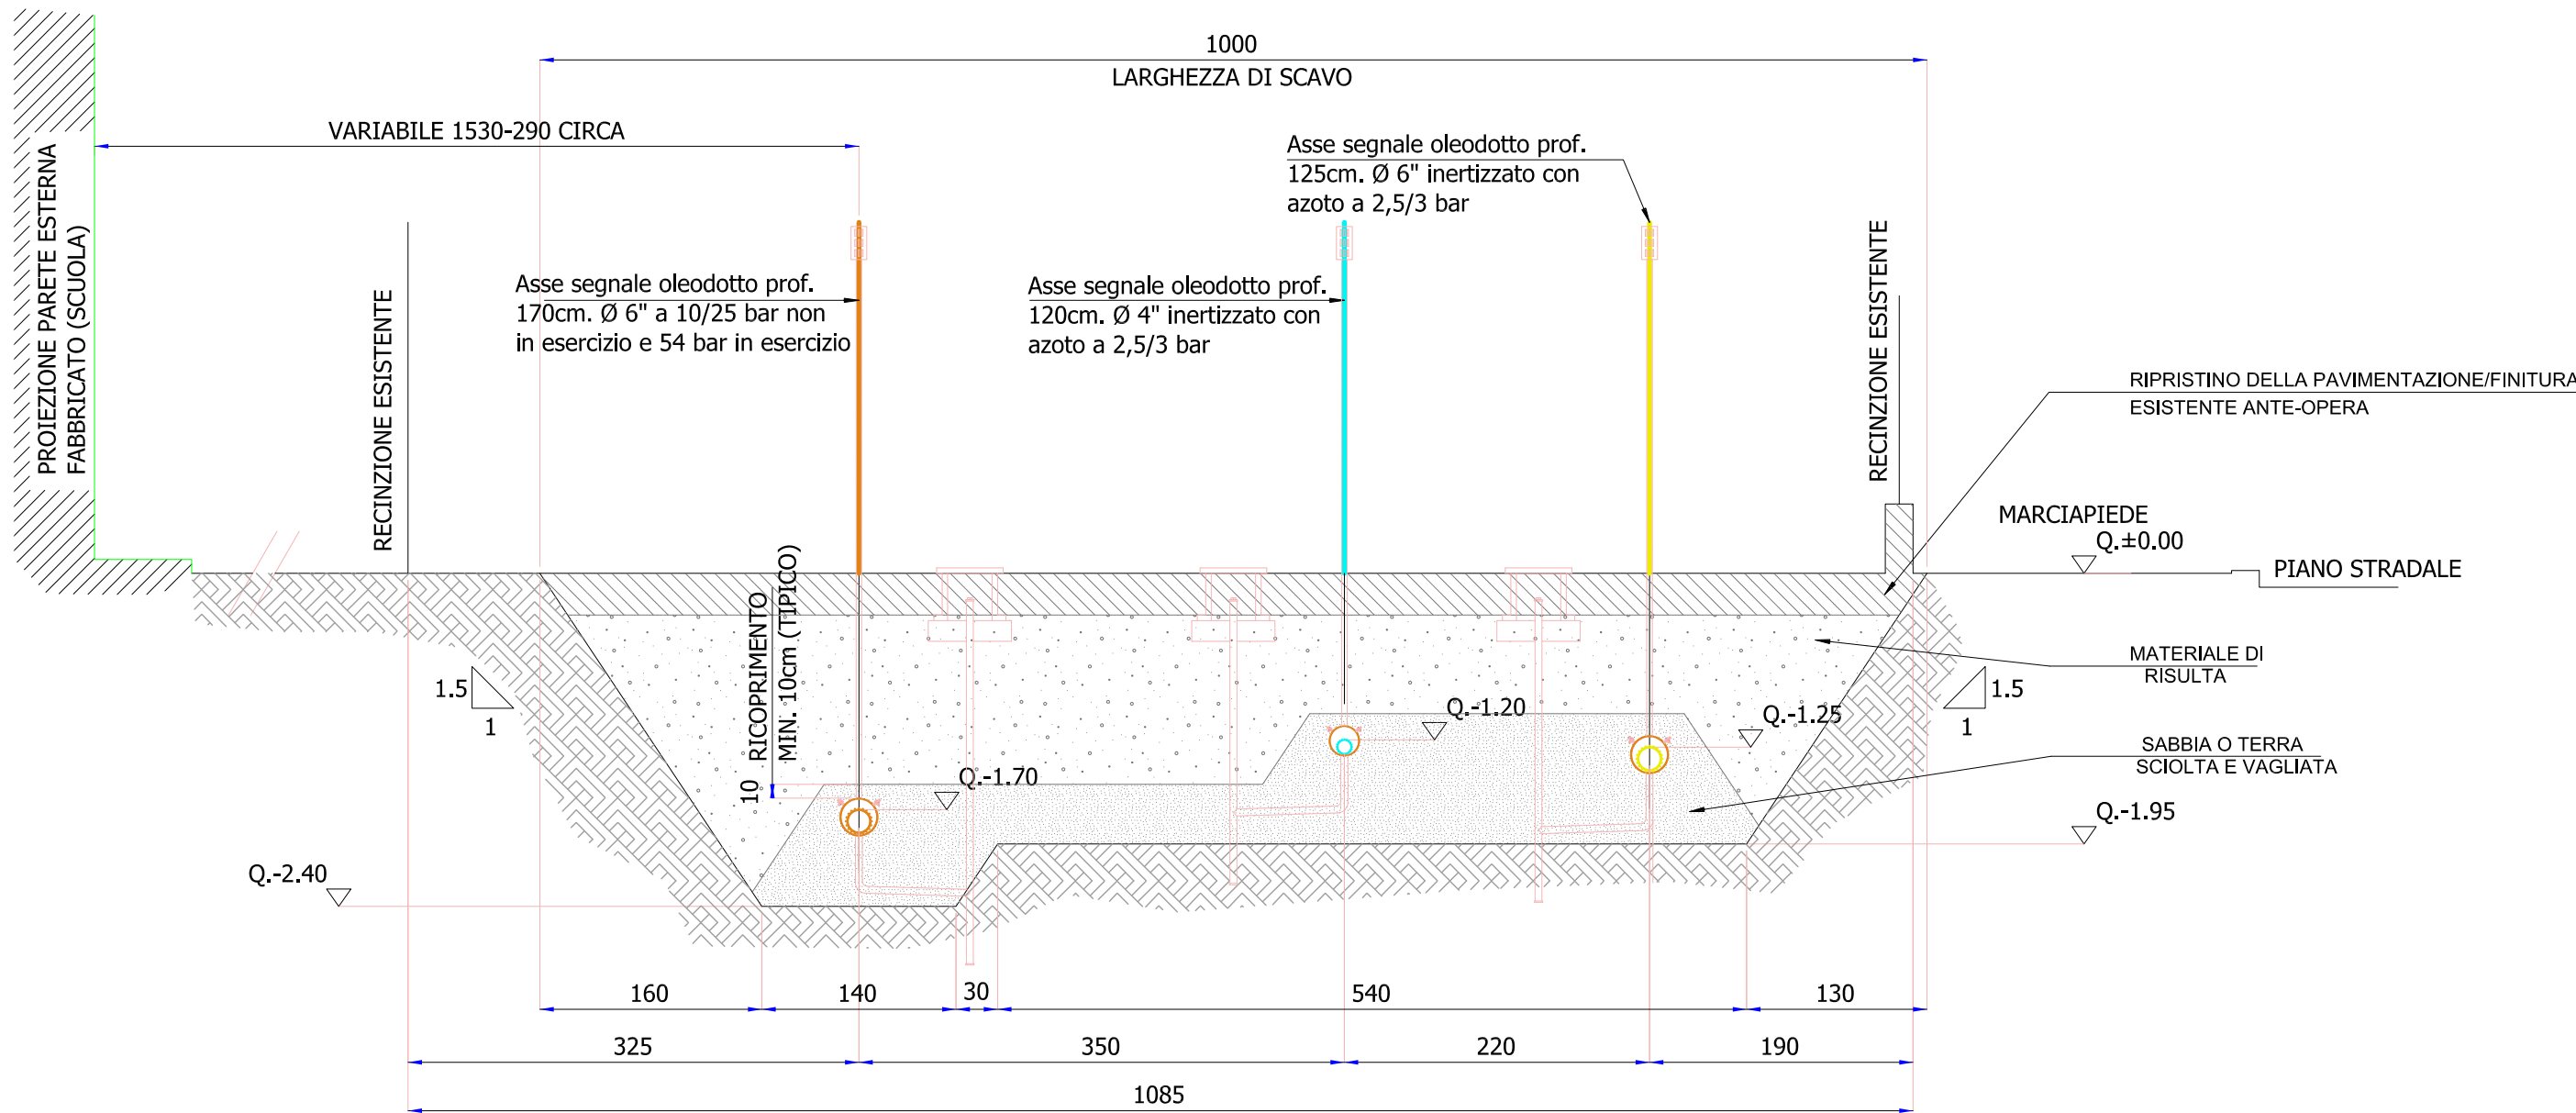 1000
LARGHEZZA DI SCAVO
VARIABILE 1530-290 CIRCA
PROIEZIONE PARETE ESTERNA
FABBRICATO (SCUOLA)
RECINZIONE ESISTENTE
Asse segnale oleodotto prof.
170cm. Ø 6" a 10/25 bar non
in esercizio e 54 bar in esercizio
Asse segnale oleodotto prof.
120cm. Ø 4" inertizzato con
azoto a 2,5/3 bar
Asse segnale oleodotto prof.
125cm. Ø 6" inertizzato con
azoto a 2,5/3 bar
RECINZIONE ESISTENTE
RIPRISTINO DELLA PAVIMENTAZIONE/FINITURA
ESISTENTE ANTE-OPERA
MARCIAPIEDE
Q.±0.00
PIANO STRADALE
MATERIALE DI
RISULTA
SABBIA O TERRA
SCIOLTA E VAGLIATA
1.5
1
1.5
1
10
RICOPRIMENTO
MIN. 10cm (TIPICO)
Q.-1.70
Q.-1.20
Q.-1.25
Q.-1.95
Q.-2.40
160
140
30
540
130
325
350
220
190
1085